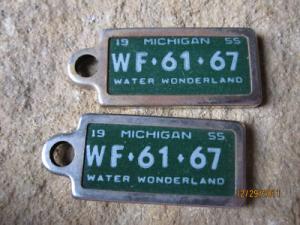 19 MICHIGAN 55
WF•61•67
WATER WONDERLAND
19 MICHIGAN 55
WF•61•67
WATER WONDERLAND
12/29/2011